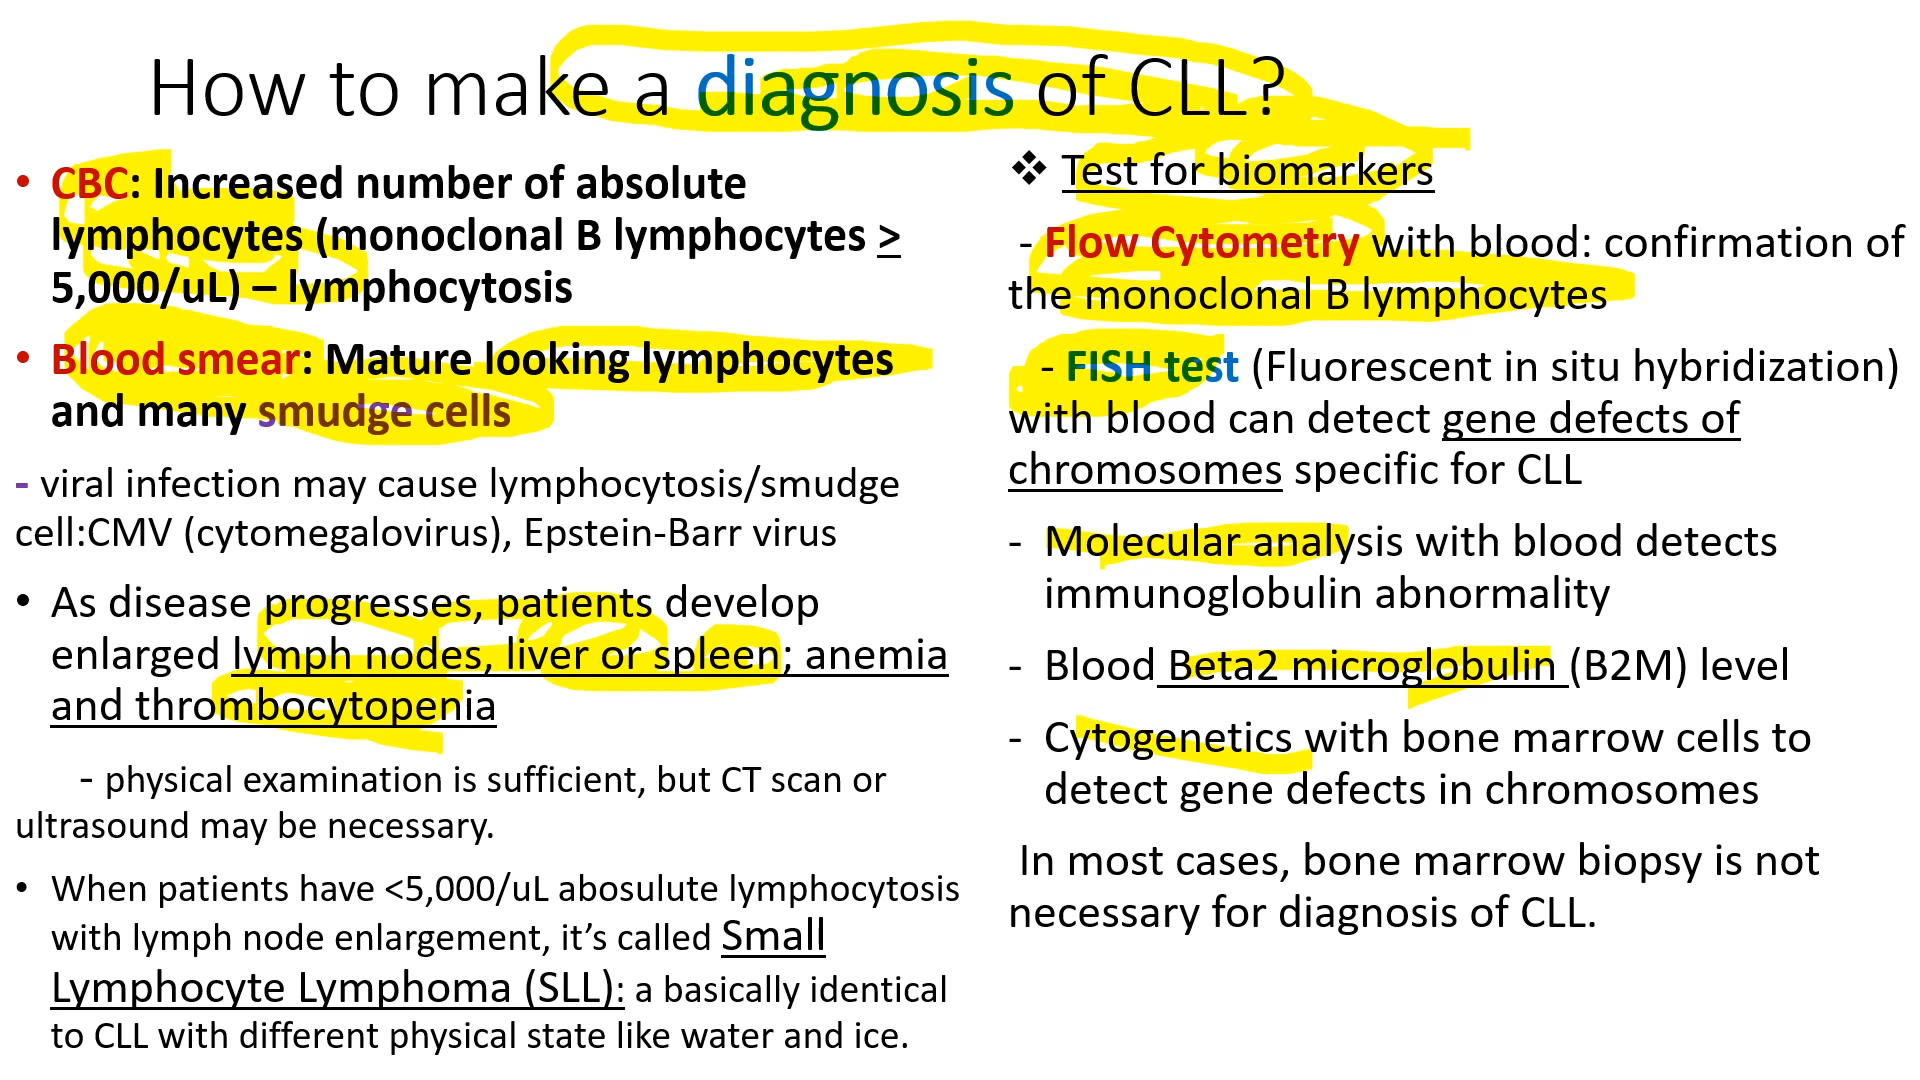 How to make a diagnosis of CLL?
• CBC: Increased number of absolute
lymphocytes (monoclonal B lymphocytes >
5,000/uL) – lymphocytosis
• Blood smear: Mature looking lymphocytes
and many smudge cells
- viral infection may cause lymphocytosis/smudge
cell:CMV (cytomegalovirus), Epstein-Barr virus
• As disease progresses, patients develop
enlarged lymph nodes, liver or spleen; anemia
and thrombocytopenia
- physical examination is sufficient, but CT scan or
ultrasound may be necessary.
• When patients have <5,000/uL abosulute lymphocytosis
with lymph node enlargement, it’s called Small
Lymphocyte Lymphoma (SLL): a basically identical
to CLL with different physical state like water and ice.
❖ Test for biomarkers
- Flow Cytometry with blood: confirmation of
the monoclonal B lymphocytes
- FISH test (Fluorescent in situ hybridization)
with blood can detect gene defects of
chromosomes specific for CLL
- Molecular analysis with blood detects
immunoglobulin abnormality
- Blood Beta2 microglobulin (B2M) level
- Cytogenetics with bone marrow cells to
detect gene defects in chromosomes
In most cases, bone marrow biopsy is not
necessary for diagnosis of CLL.